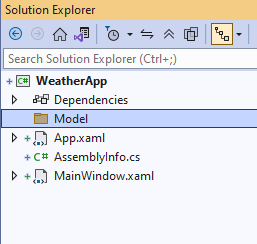 Solution Explorer
Search Solution Explorer (Ctrl+;)
C# WeatherApp
Dependencies
Model
App.xaml
C# AssemblyInfo.cs
MainWindow.xaml